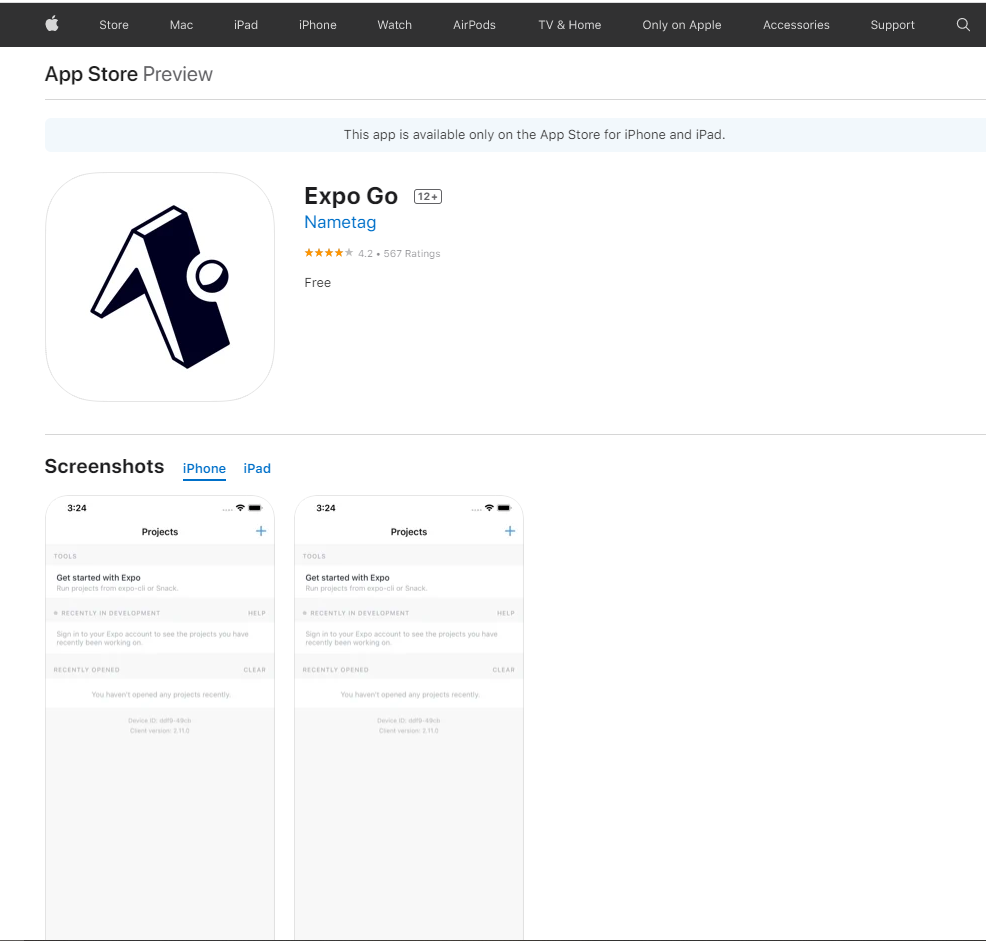 Store Mac iPad iPhone Watch AirPods TV & Home Only on Apple Accessories Support
App Store Preview
This app is available only on the App Store for iPhone and iPad.
Expo Go 12+
Nametag
4.2 • 567 Ratings
Free
Screenshots iPhone iPad
3:24
Projects +
TOOLS
Get started with Expo
Run projects from expo-cli or Snack.
RECENTLY IN DEVELOPMENT HELP
Sign in to your Expo account to see the projects you have
recently been working on.
RECENTLY OPENED CLEAR
You haven't opened any projects recently.
Client version: 2.11.0
3:24
Projects +
TOOLS
Get started with Expo
Run projects from expo-cli or Snack.
RECENTLY IN DEVELOPMENT HELP
Sign in to your Expo account to see the projects you have
recently been working on.
RECENTLY OPENED CLEAR
You haven't opened any projects recently.
Client version: 2.11.0